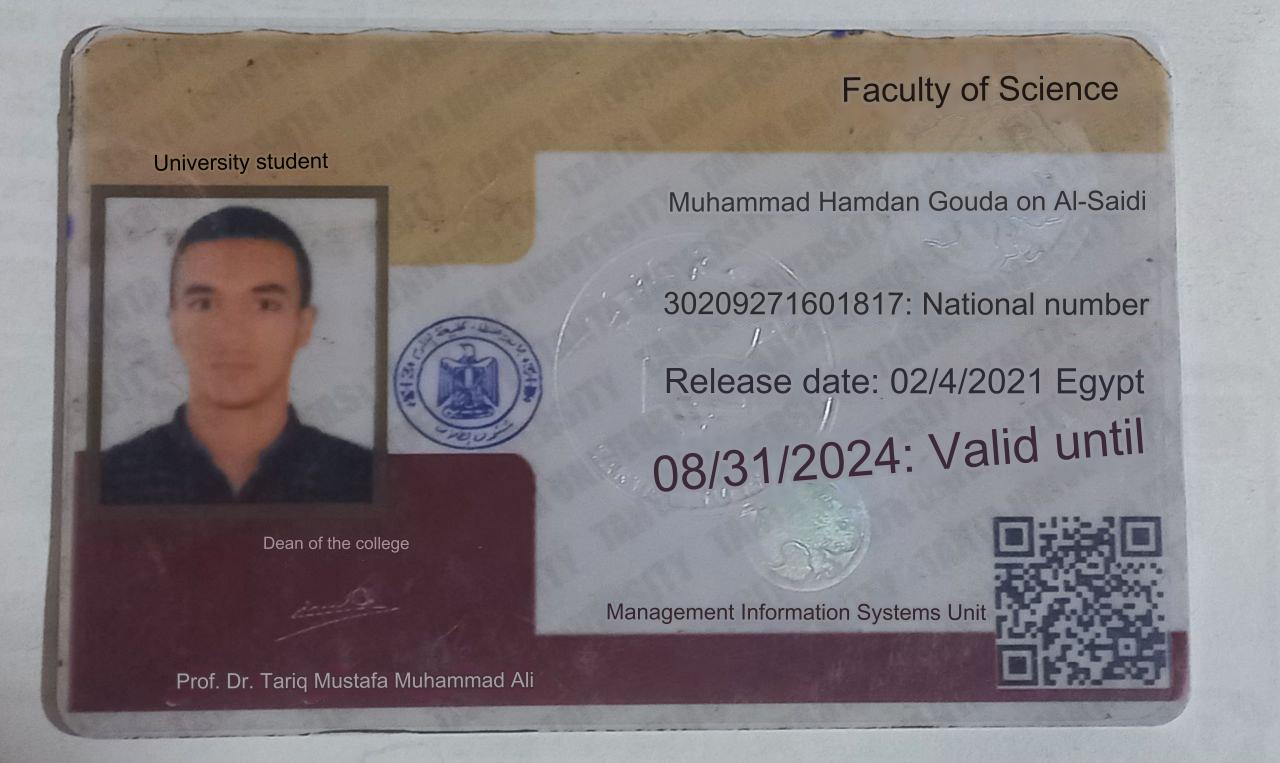 Faculty of Science
University student
Muhammad Hamdan Gouda on Al-Saidi
30209271601817: National number
Release date: 02/4/2021 Egypt
08/31/2024: Valid until
Dean of the college
Management Information Systems Unit
Prof. Dr. Tariq Mustafa Muhammad Ali
TANTA UNIVERSITY